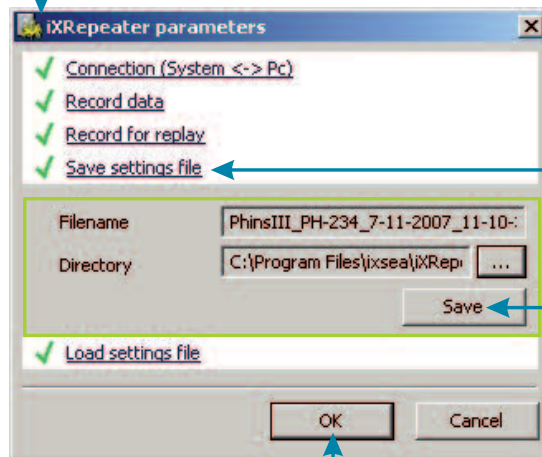 iXRepeater parameters
Connection (System <-> Pc)
Record data
Record for replay
Save settings file
Filename PhinsIII_PH-234_7-11-2007_11-10-
Directory C:\Program Files\ixsea\iXRep ...
Save
Load settings file
OK Cancel